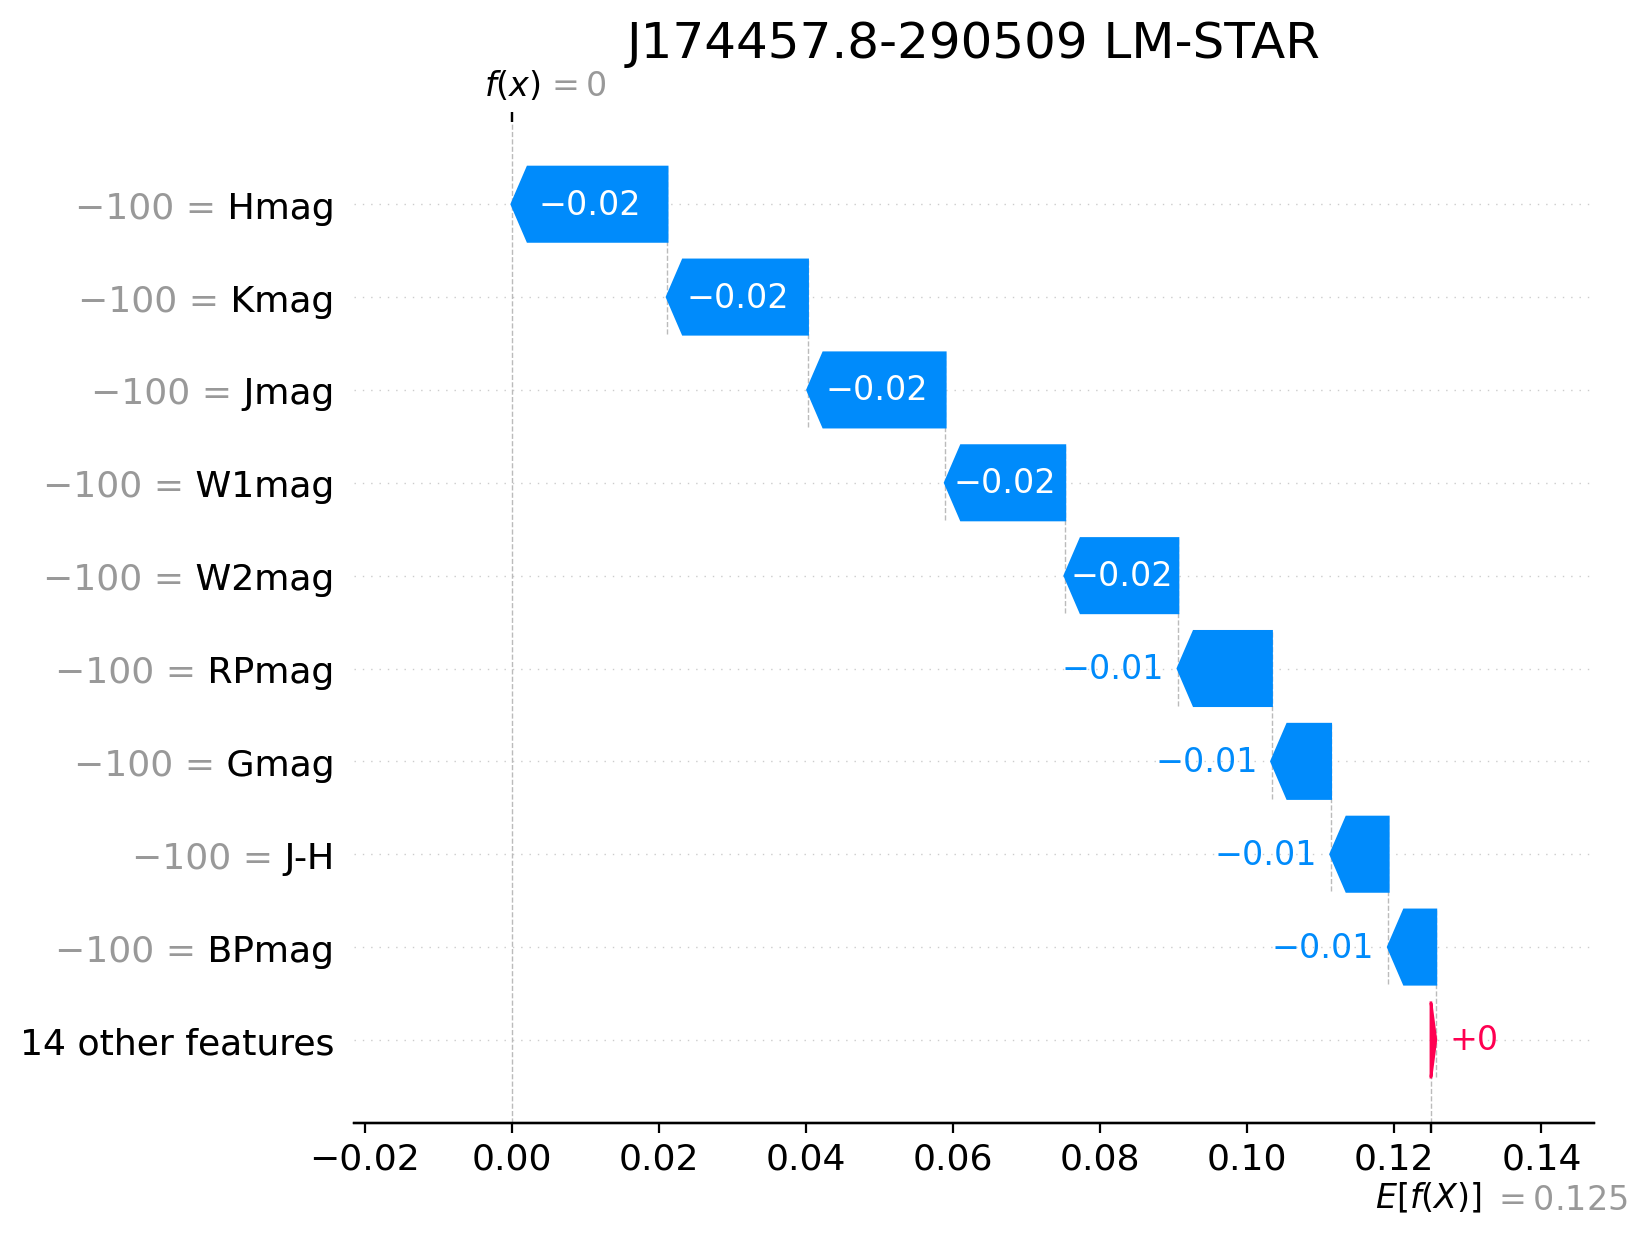 J174457.8-290509 LM-STAR
f(x) = 0
−100 = Hmag
−0.02
−100 = Kmag
−0.02
−100 = Jmag
−0.02
−100 = W1mag
−0.02
−100 = W2mag
−0.02
−100 = RPmag
−0.01
−100 = Gmag
−0.01
−100 = J-H
−0.01
−100 = BPmag
−0.01
14 other features
+0
−0.02 0.00 0.02 0.04 0.06 0.08 0.10 0.12 0.14
E[f(X)] = 0.125